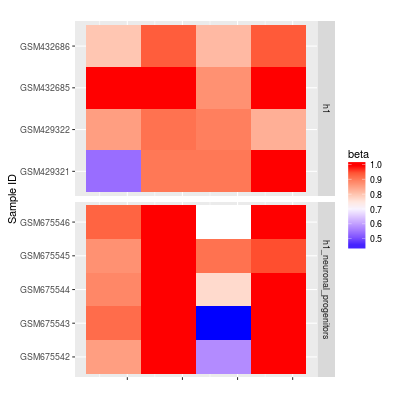 GSM432686
GSM432685
GSM429322
GSM429321
h1
GSM675546
GSM675545
GSM675544
GSM675543
GSM675542
h1_neuronal_progenitors
Sample ID
beta
1.0
0.9
0.8
0.7
0.6
0.5